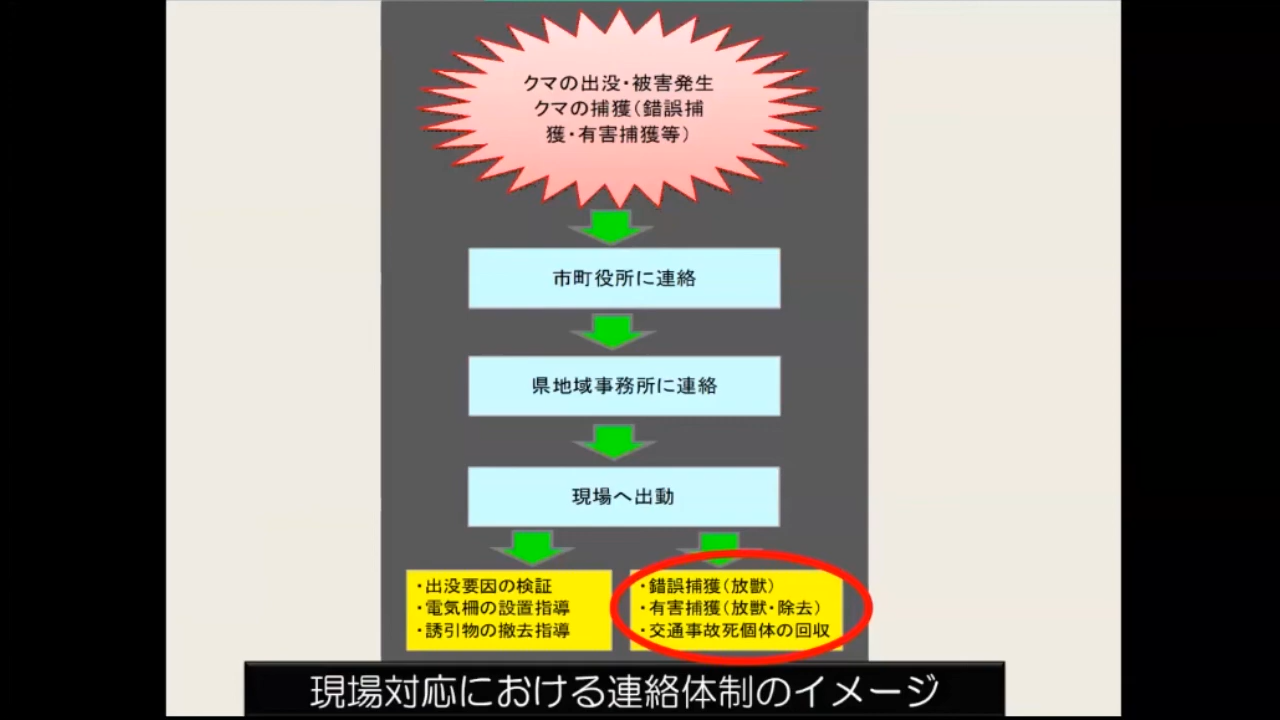 クマの出没・被害発生
クマの捕獲（錯誤捕
獲・有害捕獲等）
市町役所に連絡
県地域事務所に連絡
現場へ出動
・出没要因の検証
・電気柵の設置指導
・誘引物の撤去指導
・錯誤捕獲（放獣）
・有害捕獲（放獣・除去）
・交通事故死個体の回収
現場対応における連絡体制のイメージ